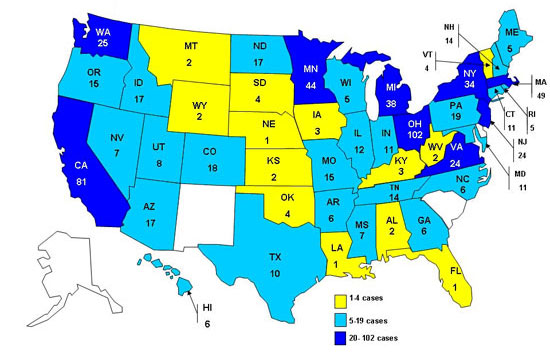 WA
25
OR
15
CA
81
ID
17
NV
7
MT
2
WY
2
UT
8
AZ
17
CO
18
ND
17
SD
4
NE
1
KS
2
OK
4
TX
10
MN
44
IA
3
MO
15
AR
6
LA
1
WI
5
IL
12
MI
38
IN
11
OH
102
KY
3
TN
14
MS
7
AL
2
GA
6
FL
1
NC
6
VA
24
WV
2
PA
19
NY
34
VT
4
NH
14
ME
5
MA
49
RI
5
CT
11
NJ
24
MD
11
HI
6
1-4 cases
5-19 cases
20- 102 cases